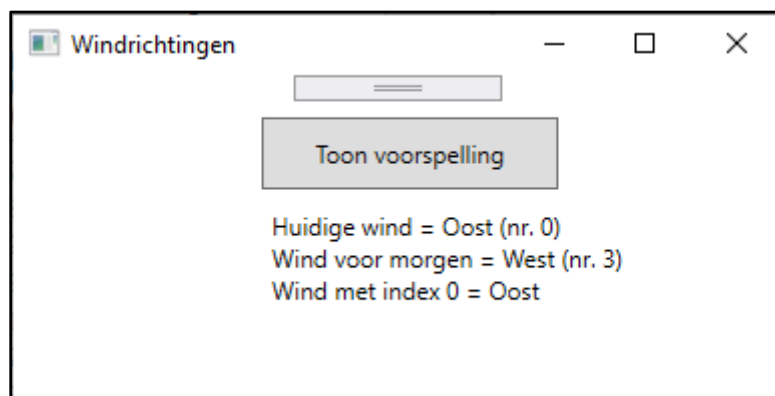 Windrichtingen
Toon voorspelling
Huidige wind = Oost (nr. 0)
Wind voor morgen = West (nr. 3)
Wind met index 0 = Oost